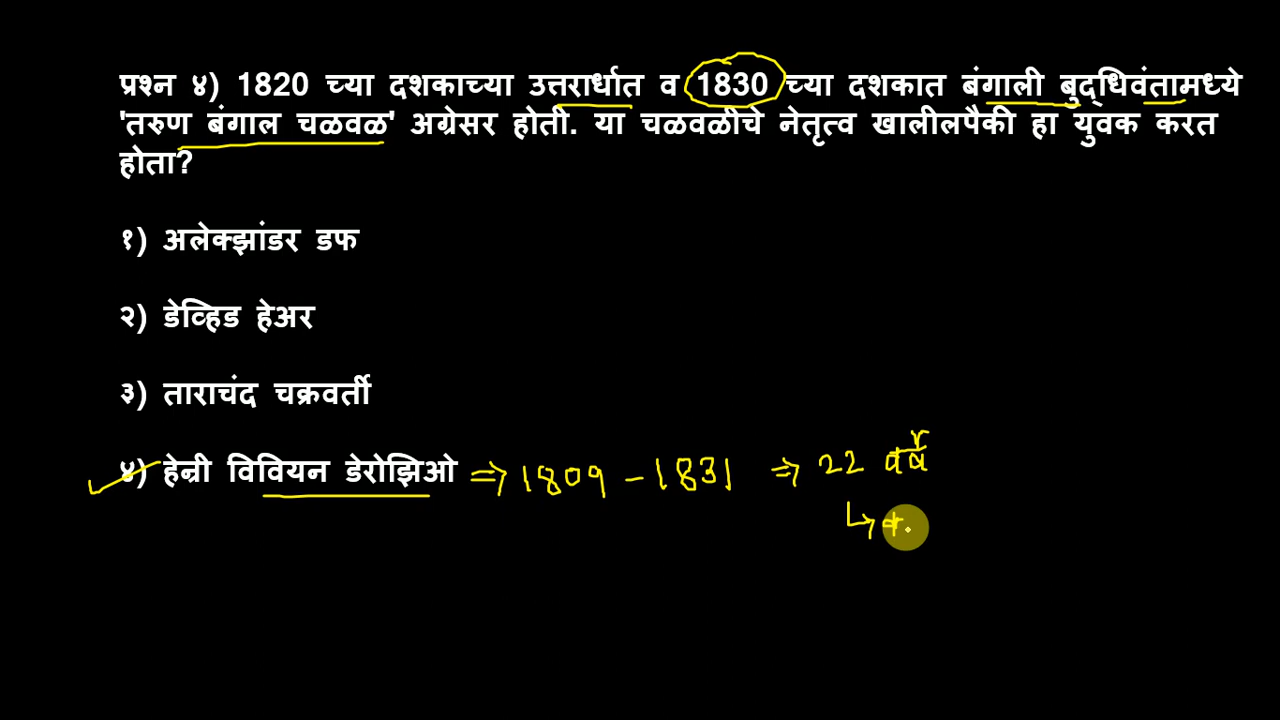 प्रश्न ४) 1820 च्या दशकाच्या उत्तरार्धात व 1830 च्या दशकात बंगाली बुद्धिवंतामध्ये
'तरुण बंगाल चळवळ' अग्रेसर होती. या चळवळीचे नेतृत्व खालीलपैकी हा युवक करत
होता?
१) अलेक्झांडर डफ
२) डेव्हिड हेअर
३) ताराचंद चक्रवर्ती
४) हेन्री विवियन डेरोझिओ ⇒ 1809 - 1831 ⇒ 22 वर्षे